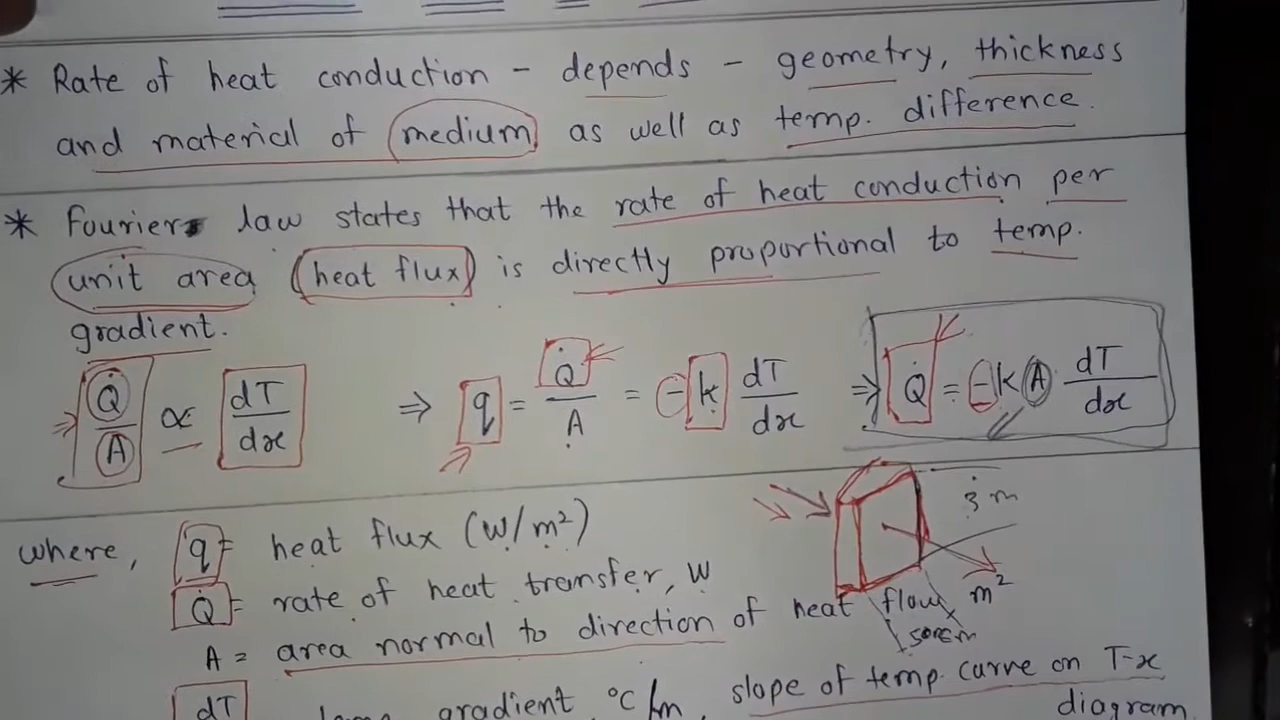 * Rate of heat conduction - depends - geometry, thickness
and material of medium as well as temp. difference.
* Fouriers law states that the rate of heat conduction per
unit area (heat flux) is directly proportional to temp.
gradient.
Q̇/A ∝ dT/dx ⇒ q = Q̇/A = -k dT/dx ⇒ Q̇ = -kA dT/dx
3 m
where, q = heat flux (W/m²)
Q̇ = rate of heat transfer, W
m²
A = area normal to direction of heat flow
dT
gradient °C/m, slope of temp. curve on T-x
diagram